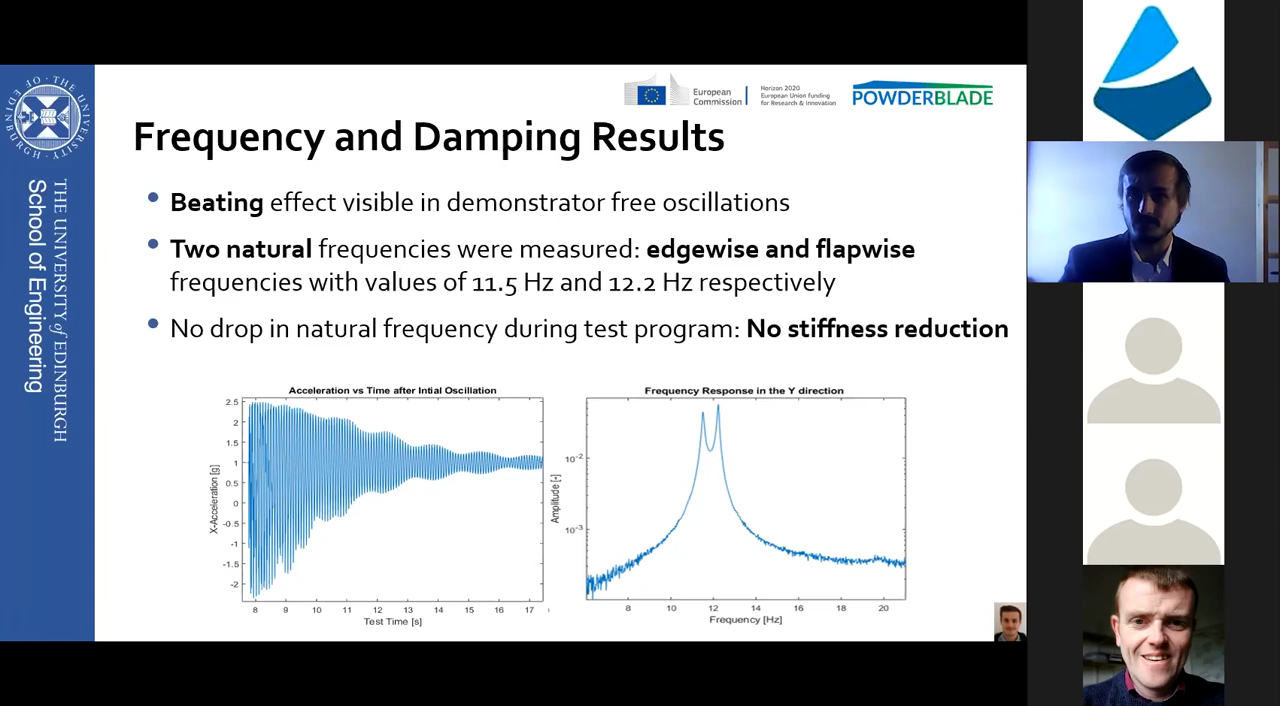 THE UNIVERSITY OF EDINBURGH
THE UNIVERSITY of EDINBURGH
School of Engineering
European
Commission
Horizon 2020
European Union funding
for Research & Innovation
POWDERBLADE
Frequency and Damping Results
• Beating effect visible in demonstrator free oscillations
• Two natural frequencies were measured: edgewise and flapwise
frequencies with values of 11.5 Hz and 12.2 Hz respectively
• No drop in natural frequency during test program: No stiffness reduction
Acceleration vs Time after Intial Oscillation
X-Acceleration [g]
2.5
2
1.5
1
0.5
0
-0.5
-1
-1.5
-2
8 9 10 11 12 13 14 15 16 17
Test Time [s]
Frequency Response in the Y direction
Amplitude [-]
10-2
10-3
8 10 12 14 16 18 20
Frequency [Hz]